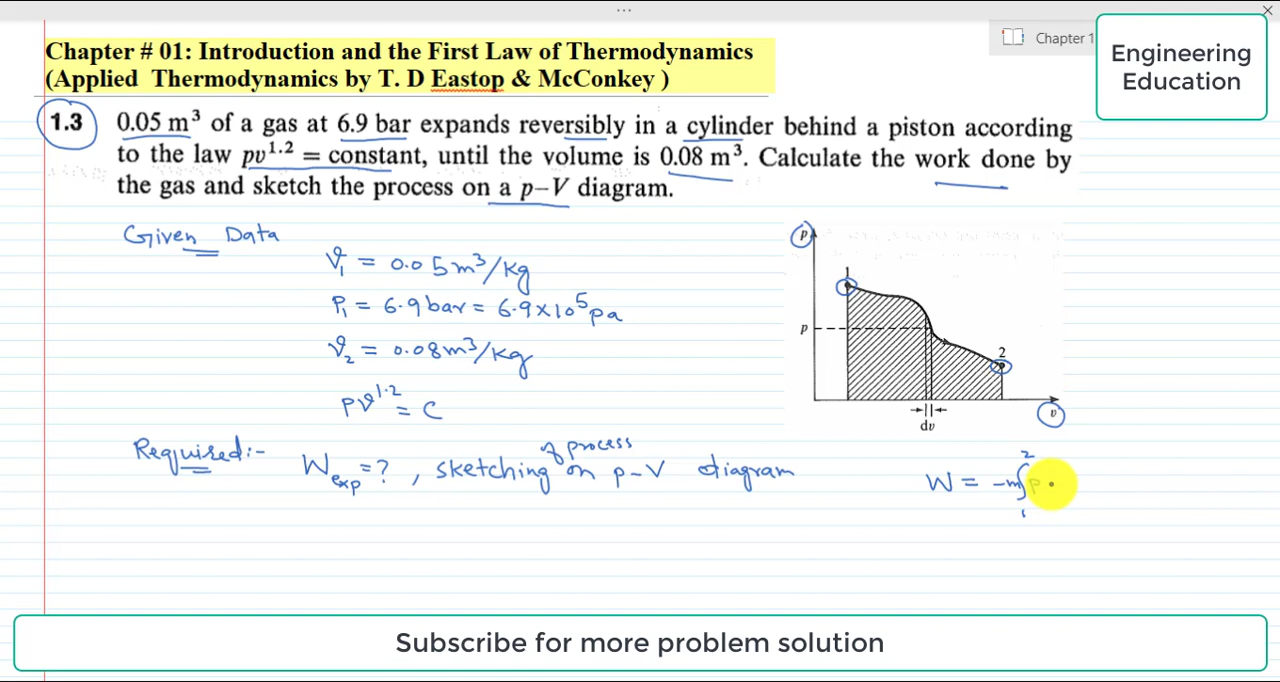 Chapter 1
Engineering
Education
Chapter # 01: Introduction and the First Law of Thermodynamics
(Applied Thermodynamics by T. D Eastop & McConkey )
1.3 0.05 m³ of a gas at 6.9 bar expands reversibly in a cylinder behind a piston according
to the law pv^1.2 = constant, until the volume is 0.08 m³. Calculate the work done by
the gas and sketch the process on a p–V diagram.
Given Data
v₁ = 0.05 m³/kg
P₁ = 6.9 bar = 6.9 × 10⁵ pa
v₂ = 0.08 m³/kg
Pv^1.2 = C
p
1
p
2
dv
v
Required:- W exp = ?, sketching of process on p–V diagram
W = -m∫₁² p
Subscribe for more problem solution